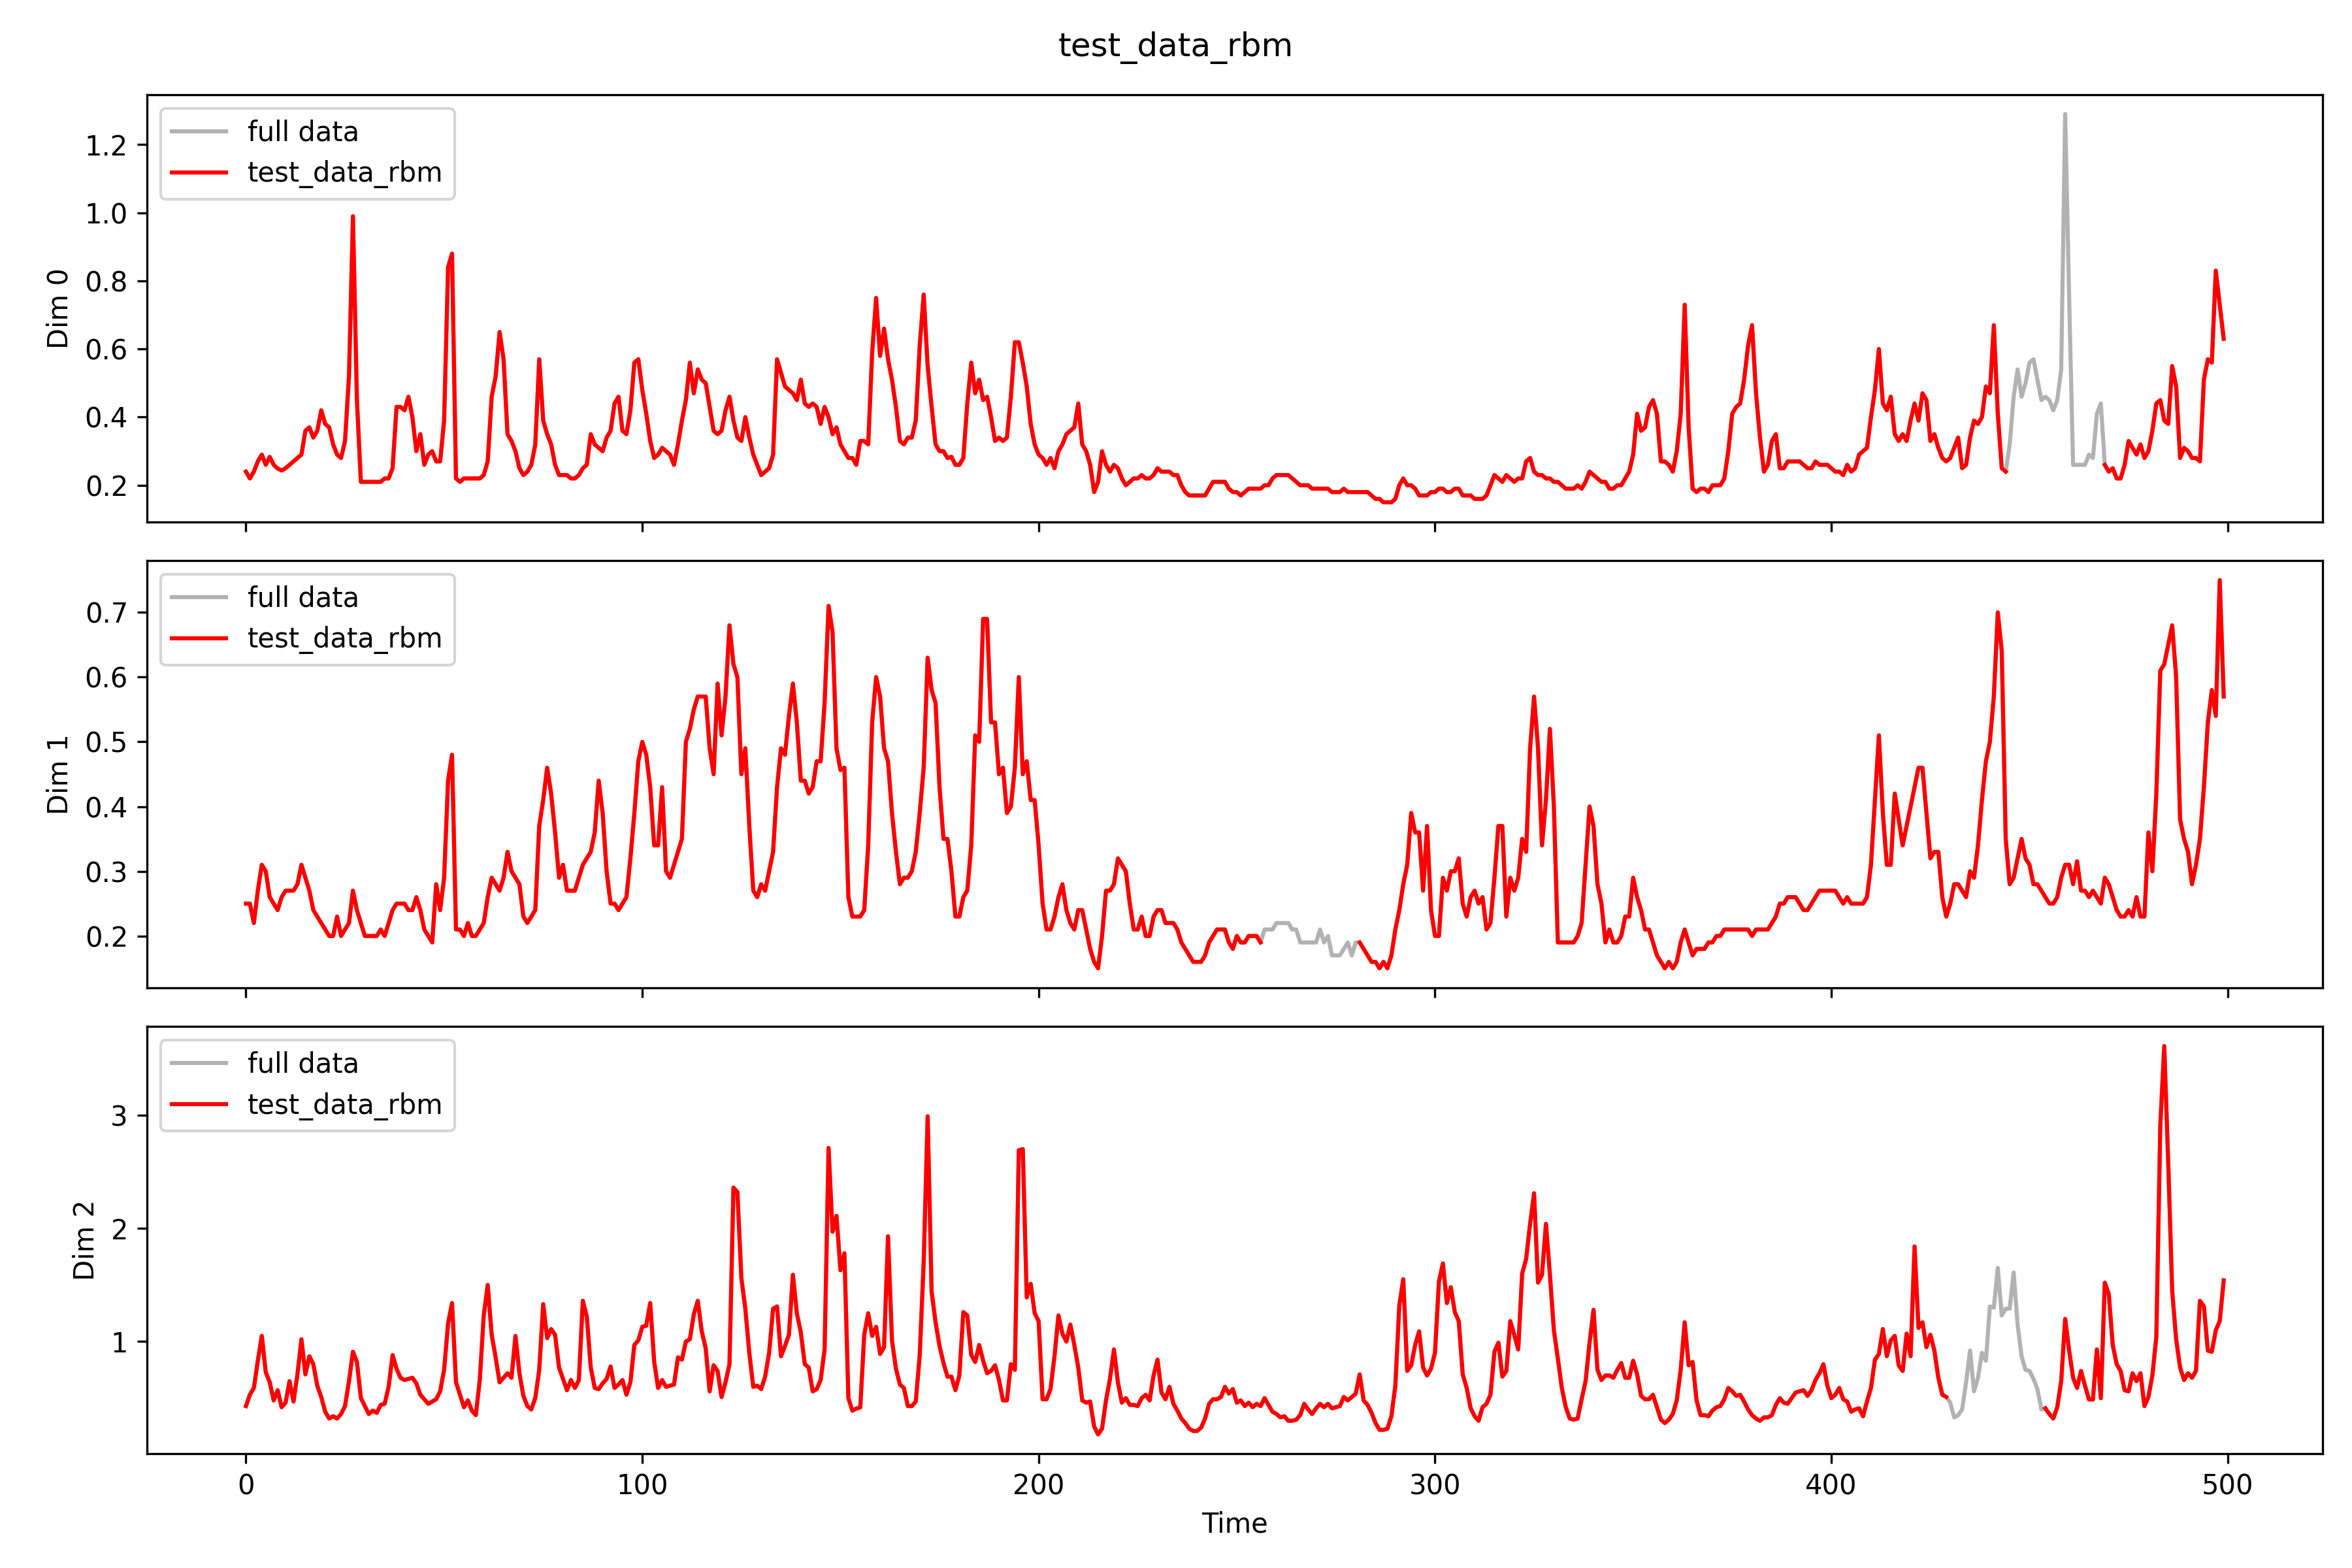 test_data_rbm
full data
test_data_rbm
1.2
1.0
0.8
0.6
0.4
0.2
Dim 0
full data
test_data_rbm
0.7
0.6
0.5
0.4
0.3
0.2
Dim 1
full data
test_data_rbm
3
2
1
Dim 2
0 100 200 300 400 500
Time